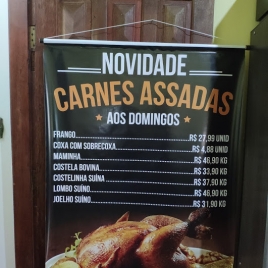 NOVIDADE
CARNES ASSADAS
AOS DOMINGOS
FRANGO R$ 27,99 UNID
COXA COM SOBRECOXA R$ 4,88 UNID
MAMINHA R$ 46,90 KG
COSTELA BOVINA R$ 33,90 KG
COSTELINHA SUÍNA R$ 37,90 KG
LOMBO SUÍNO R$ 46,90 KG
JOELHO SUÍNO R$ 31,90 KG